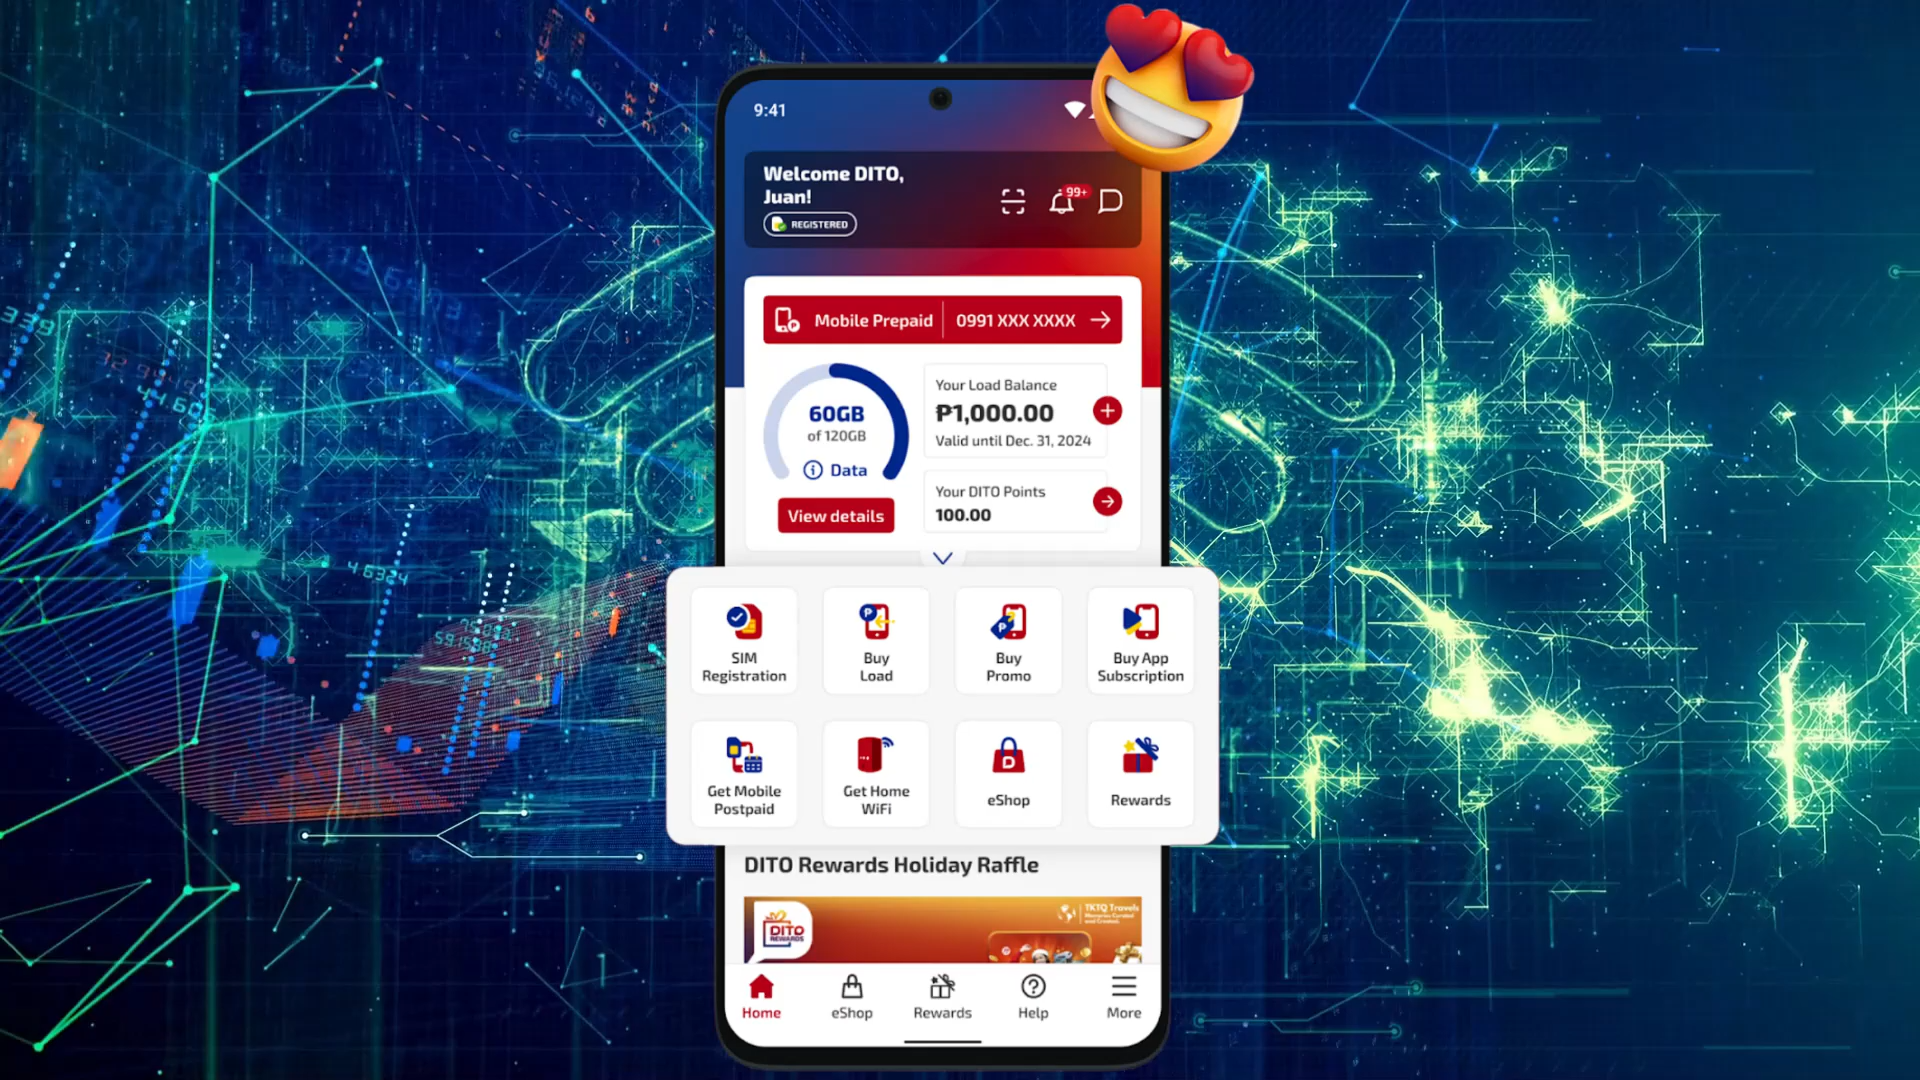 9:41
Welcome DITO,
Juan!
99+
REGISTERED
Mobile Prepaid
0991 XXX XXXX
60GB
of 120GB
Data
View details
Your Load Balance
₱1,000.00
Valid until Dec. 31, 2024
Your DITO Points
100.00
SIM
Registration
Buy
Load
Buy
Promo
Buy App
Subscription
Get Mobile
Postpaid
Get Home
WiFi
eShop
Rewards
DITO Rewards Holiday Raffle
DITO
REWARDS
TKTQ Travels
Home
eShop
Rewards
Help
More